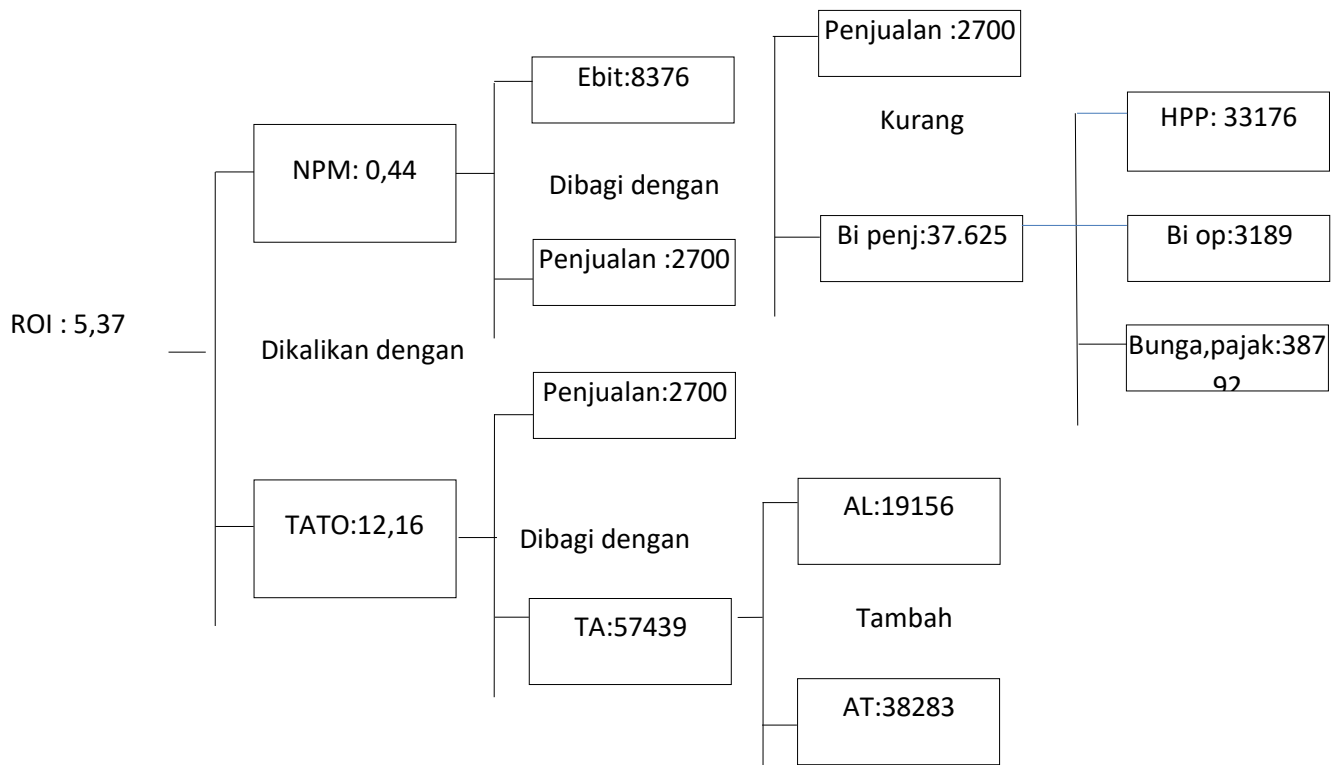 Penjualan :2700
Ebit:8376
Kurang
HPP: 33176
NPM: 0,44
Dibagi dengan
Bi penj:37.625
Bi op:3189
Penjualan :2700
ROI : 5,37
Dikalikan dengan
Bunga,pajak:387
92
Penjualan:2700
AL:19156
TATO:12,16
Dibagi dengan
TA:57439
Tambah
AT:38283